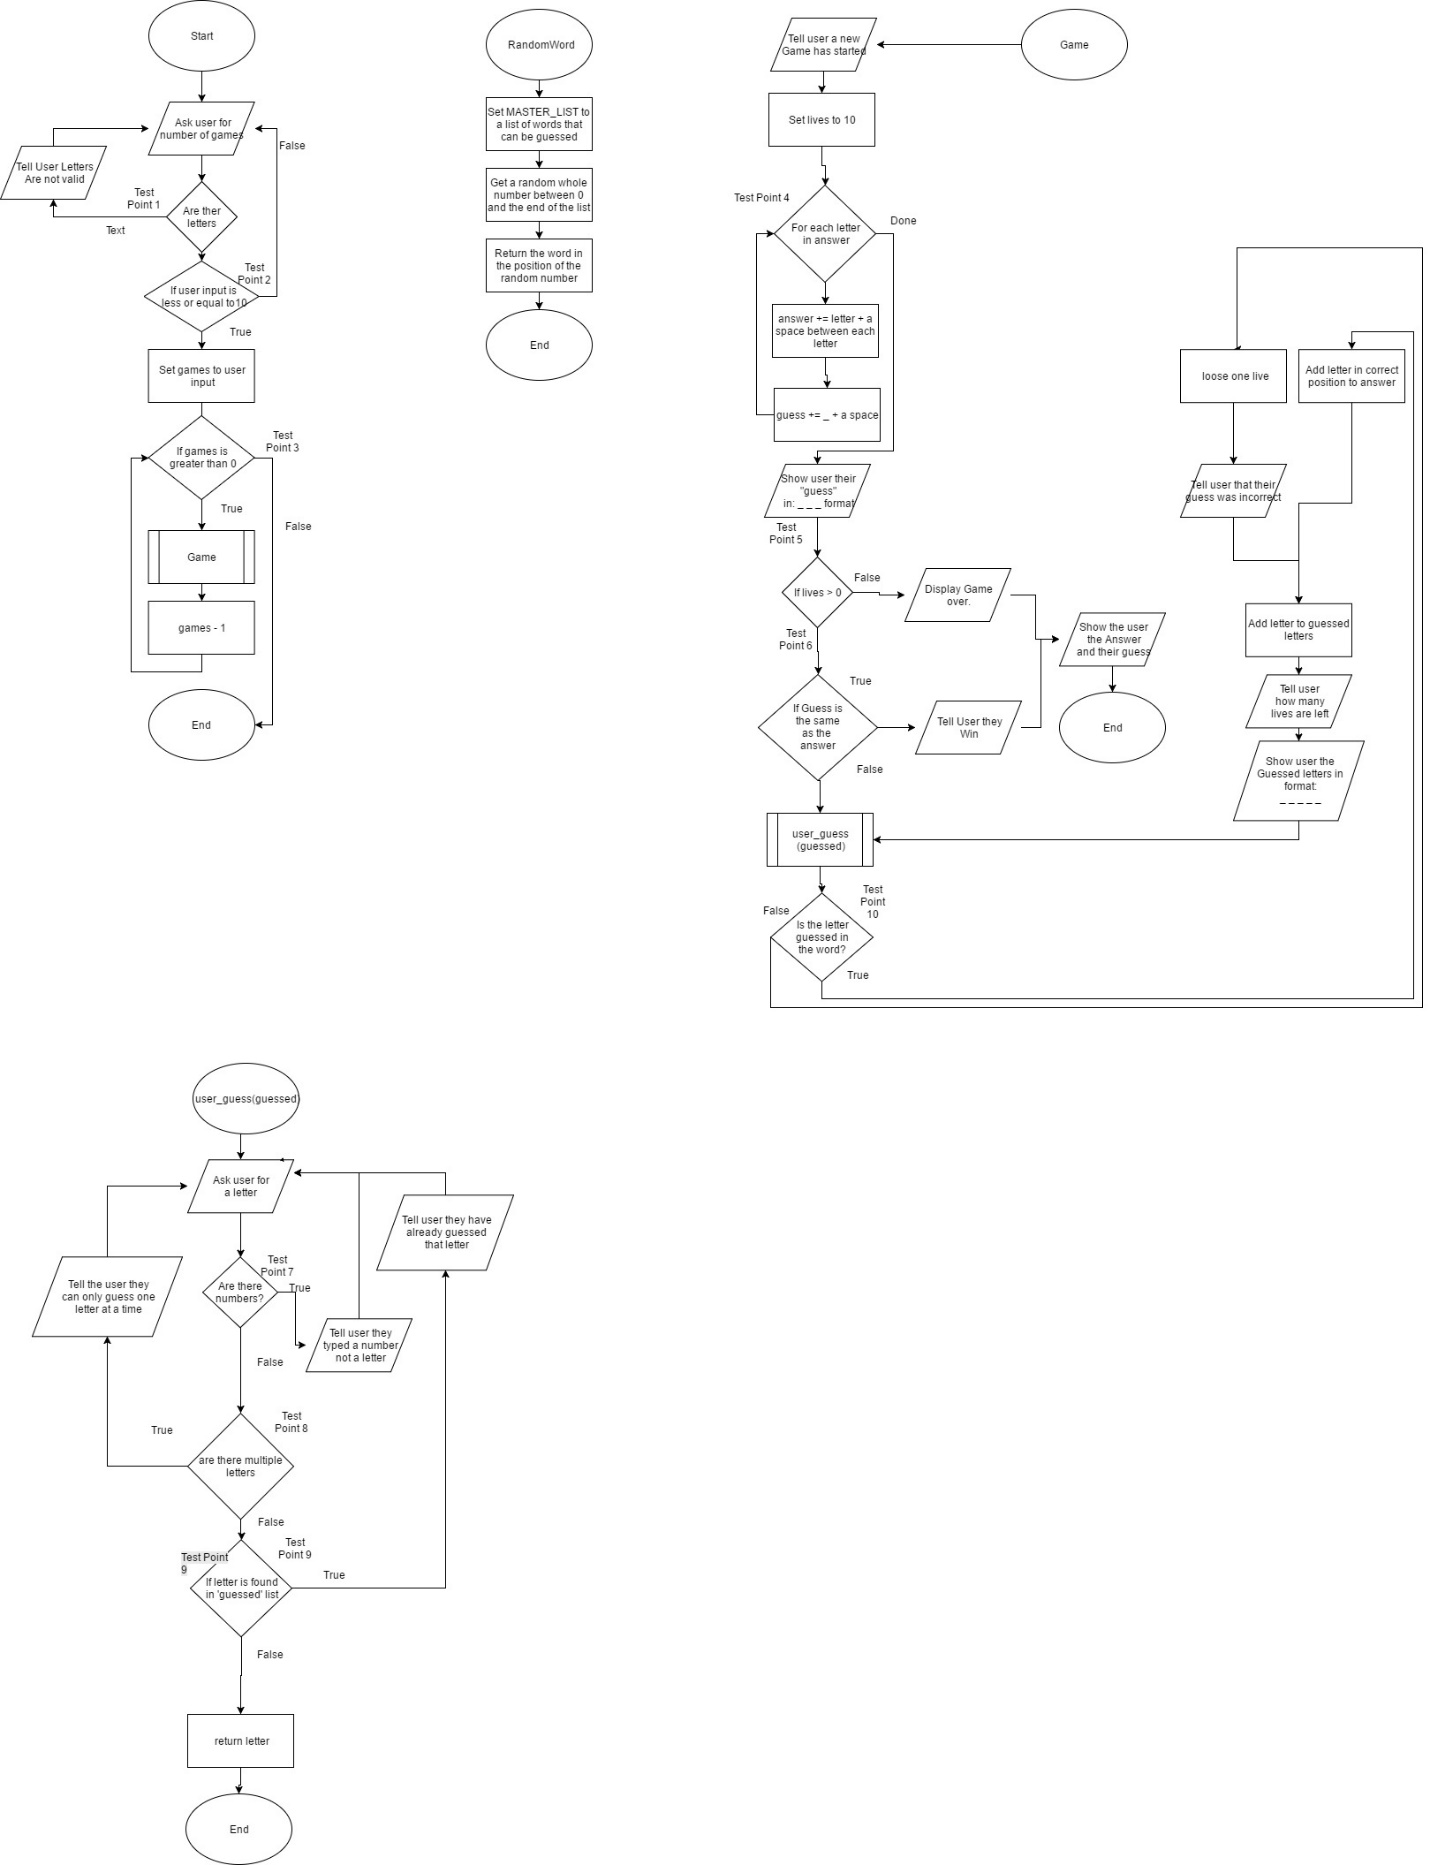 Start
Ask user for
number of games
False
Tell User Letters
Are not valid
Test
Point 1
Are ther
letters
Text
Test
Point 2
If user input is
less or equal to10
True
Set games to user
input
Test
Point 3
If games is
greater than 0
True
False
Game
games - 1
End
RandomWord
Set MASTER_LIST to
a list of words that
can be guessed
Get a random whole
number between 0
and the end of the list
Return the word in
the position of the
random number
End
Game
Tell user a new
Game has started
Set lives to 10
Test Point 4
For each letter
in answer
Done
answer += letter + a
space between each
letter
guess += _ + a space
Show user their
"guess"
in: _ _ _ format
Test
Point 5
If lives > 0
False
Display Game
over.
Show the user
the Answer
and their guess
Test
Point 6
True
If Guess is
the same
as the
answer
Tell User they
Win
End
False
user_guess
(guessed)
Test
Point
10
False
Is the letter
guessed in
the word?
True
loose one live
Add letter in correct
position to answer
Tell user that their
guess was incorrect
Add letter to guessed
letters
Tell user
how many
lives are left
Show user the
Guessed letters in
format:
_ _ _ _ _
user_guess(guessed)
Ask user for
a letter
Tell user they have
already guessed
that letter
Test
Point 7
Are there
numbers?
True
Tell the user they
can only guess one
letter at a time
Tell user they
typed a number
not a letter
False
Test
Point 8
True
are there multiple
letters
False
Test
Point 9
Test Point
9
If letter is found
in 'guessed' list
True
False
return letter
End